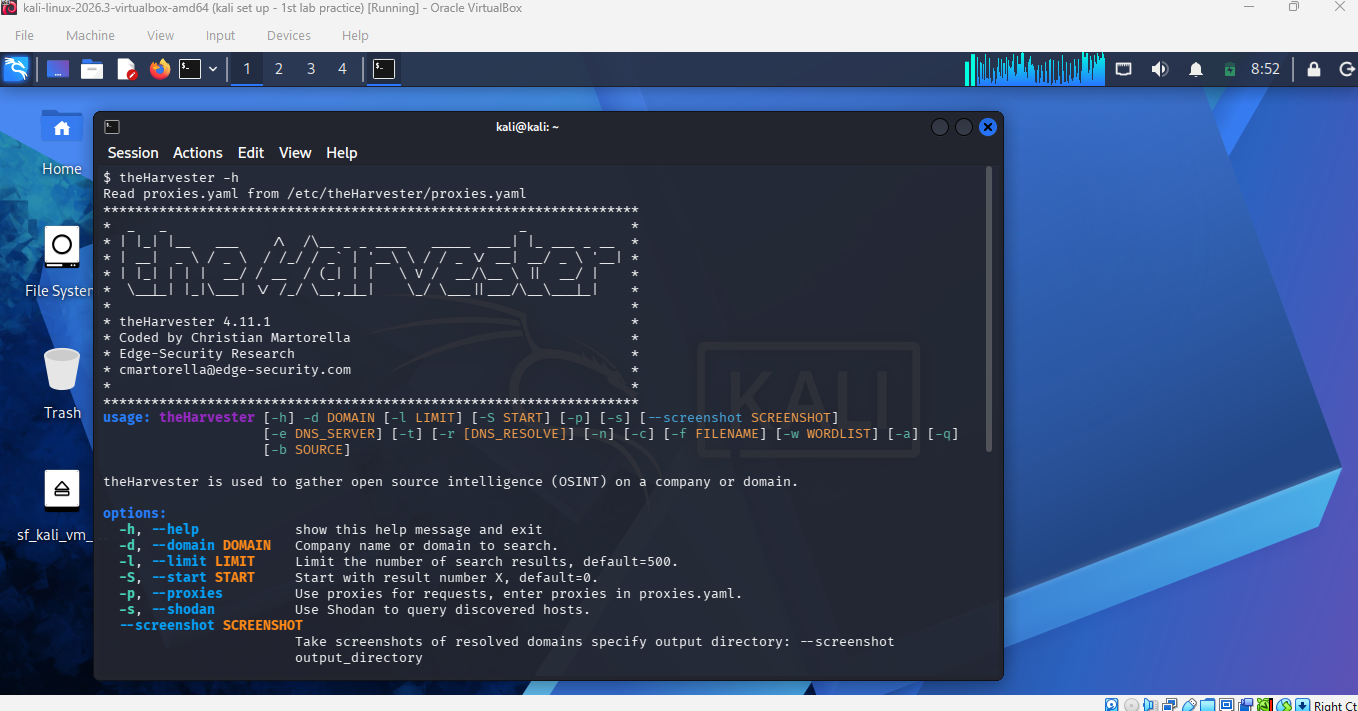 kali-linux-2026.3-virtualbox-amd64 (kali set up - 1st lab practice) [Running] - Oracle VirtualBox
File Machine View Input Devices Help
1 2 3 4 8:52
Home
File System
Trash
sf_kali_vm_
kali@kali: ~
Session Actions Edit View Help
$ theHarvester -h
Read proxies.yaml from /etc/theHarvester/proxies.yaml
*******************************************************************
* theHarvester 4.11.1 *
* Coded by Christian Martorella *
* Edge-Security Research *
* cmartorella@edge-security.com *
* *
*******************************************************************
usage: theHarvester [-h] -d DOMAIN [-l LIMIT] [-S START] [-p] [-s] [--screenshot SCREENSHOT]
[-e DNS_SERVER] [-t] [-r [DNS_RESOLVE]] [-n] [-c] [-f FILENAME] [-w WORDLIST] [-a] [-q]
[-b SOURCE]
theHarvester is used to gather open source intelligence (OSINT) on a company or domain.
options:
-h, --help show this help message and exit
-d, --domain DOMAIN Company name or domain to search.
-l, --limit LIMIT Limit the number of search results, default=500.
-S, --start START Start with result number X, default=0.
-p, --proxies Use proxies for requests, enter proxies in proxies.yaml.
-s, --shodan Use Shodan to query discovered hosts.
--screenshot SCREENSHOT
Take screenshots of resolved domains specify output directory: --screenshot
output_directory
KALI
Right Ct